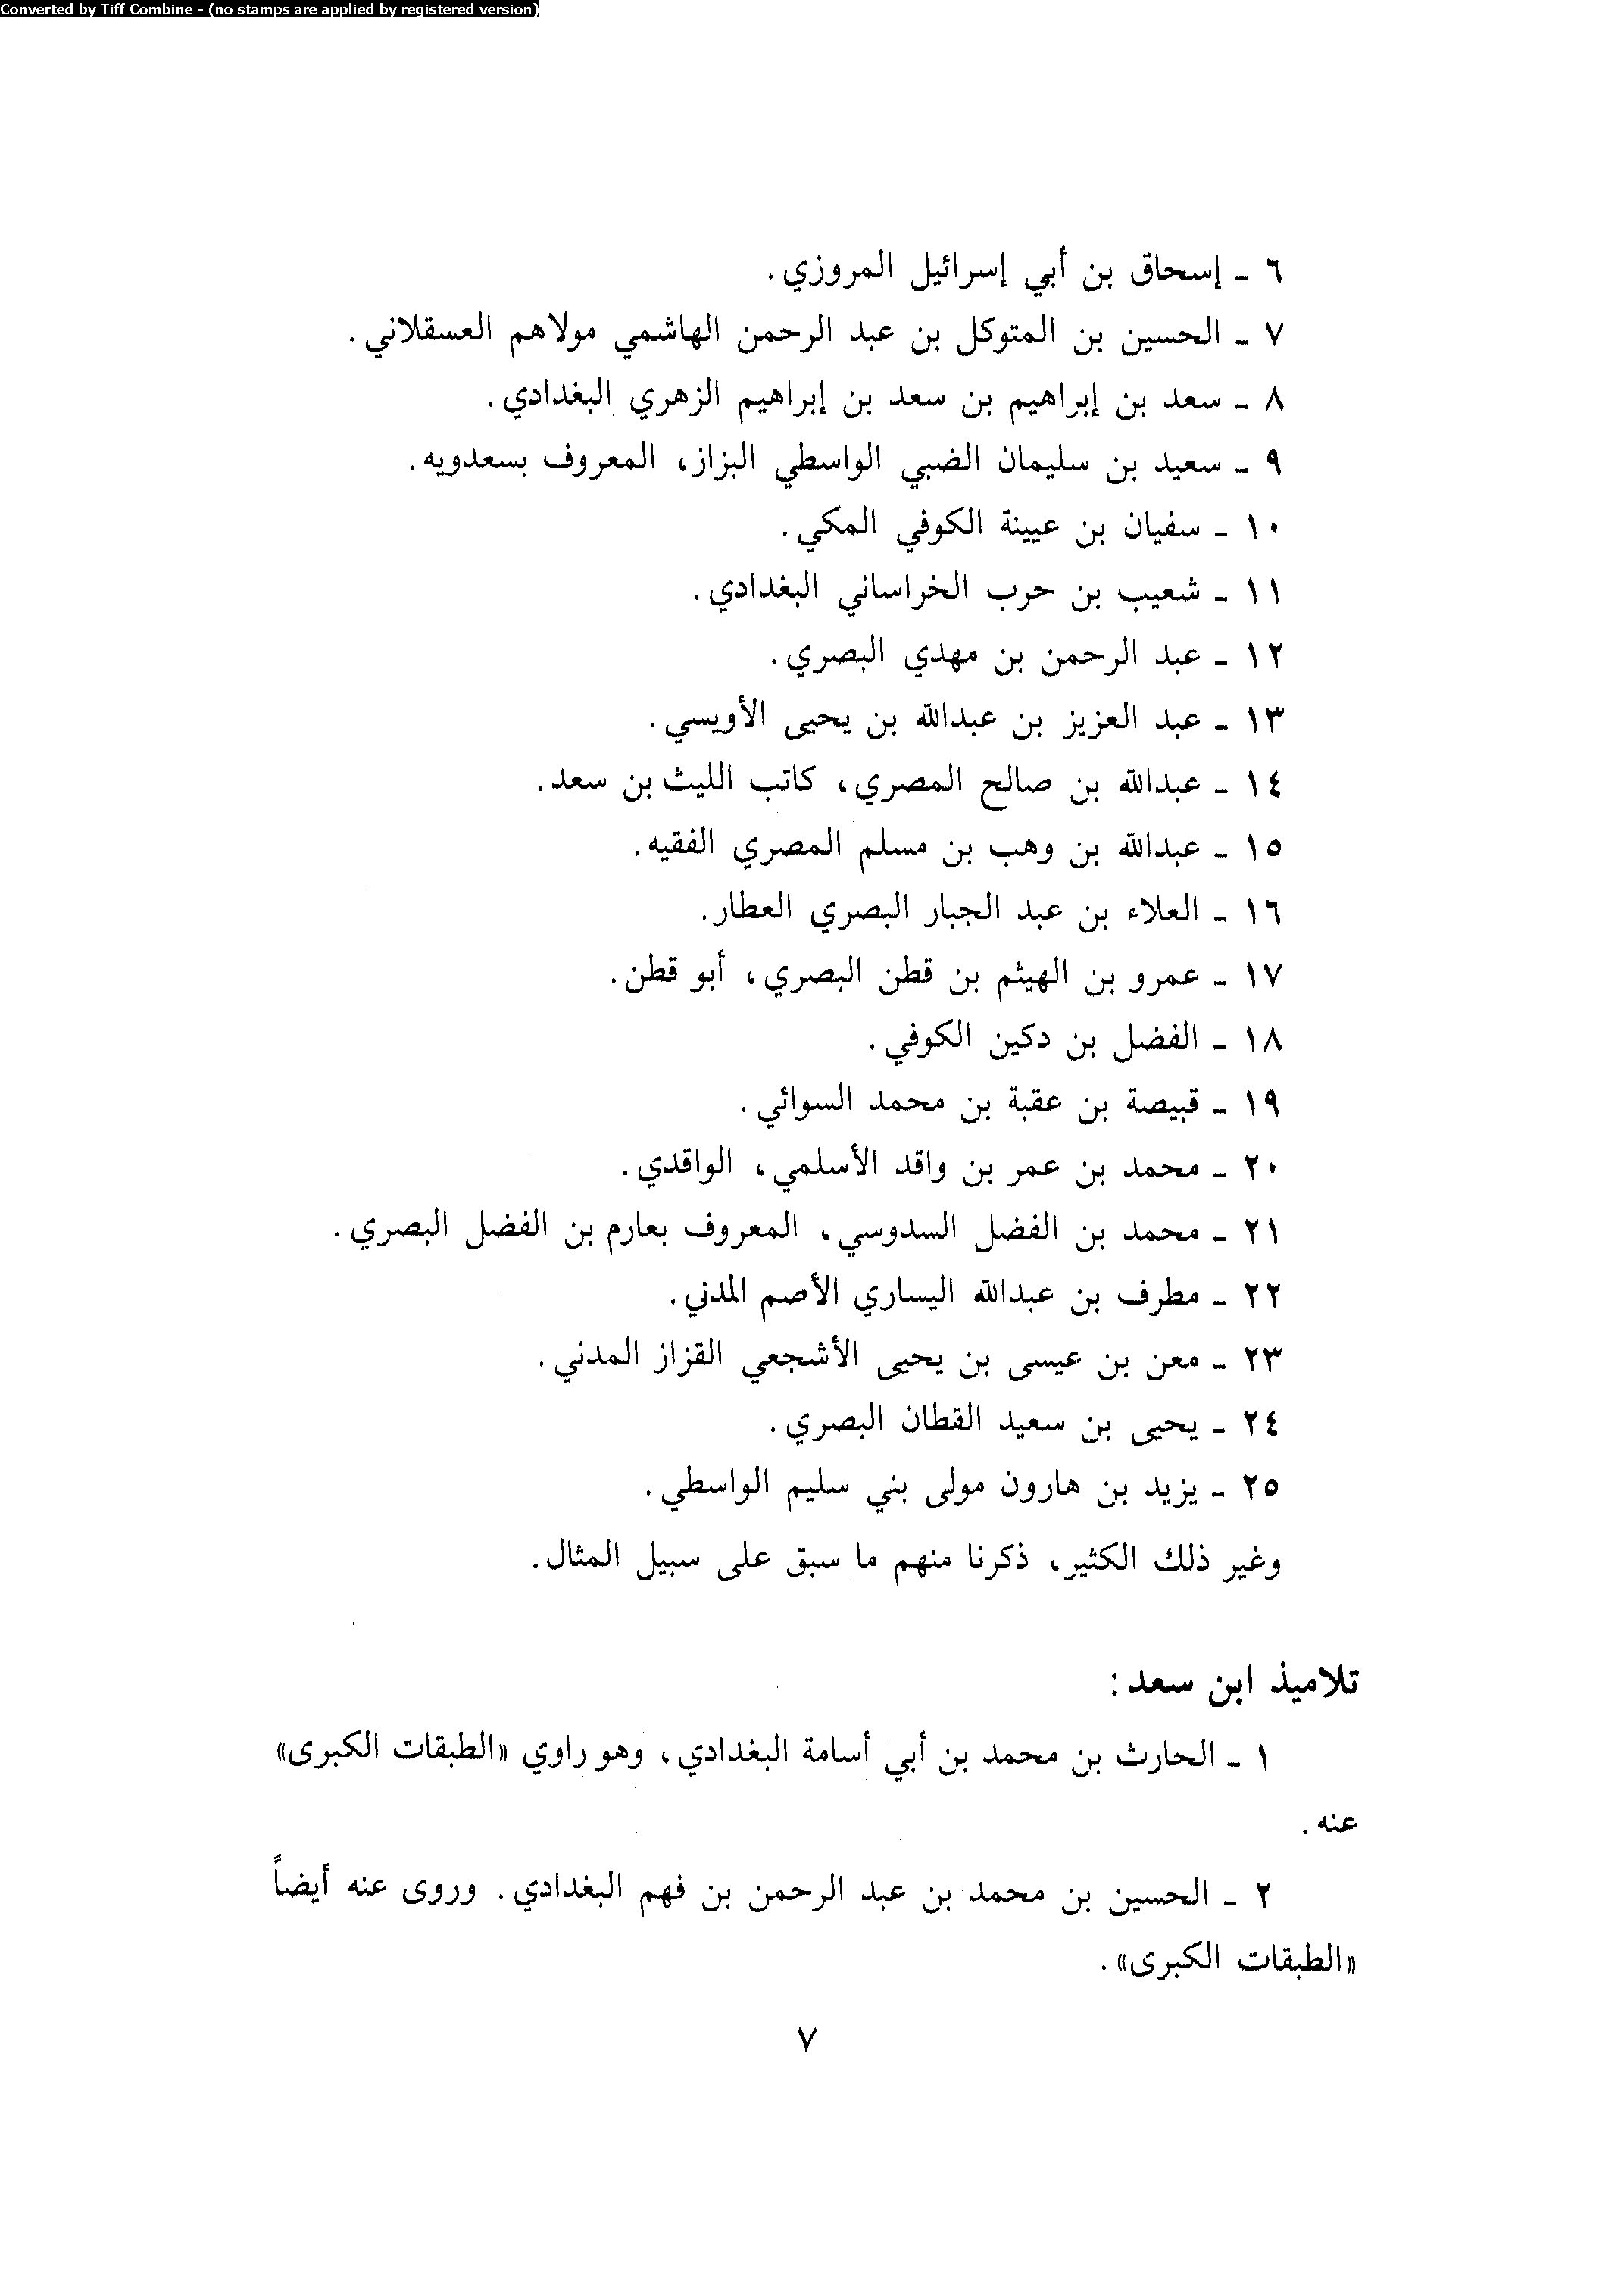 Converted by Tiff Combine - (no stamps are applied by registered version)
٦ - إسحاق بن أبي إسرائيل المروزي.
٧ - الحسين بن المتوكل بن عبد الرحمن الهاشمي مولاهم العسقلاني.
٨ - سعد بن إبراهيم بن سعد بن إبراهيم الزهري البغدادي.
٩ - سعيد بن سليمان الضبي الواسطي البزاز، المعروف بسعدويه.
١٠ - سفيان بن عيينة الكوفي المكي.
١١ - شعيب بن حرب الخراساني البغدادي.
١٢ - عبد الرحمن بن مهدي البصري.
١٣ - عبد العزيز بن عبدالله بن يحيى الأويسي.
١٤ - عبدالله بن صالح المصري، كاتب الليث بن سعد.
١٥ - عبدالله بن وهب بن مسلم المصري الفقيه.
١٦ - العلاء بن عبد الجبار البصري العطار.
١٧ - عمرو بن الهيثم بن قطن البصري، أبو قطن.
١٨ - الفضل بن دكين الكوفي.
١٩ - قبيصة بن عقبة بن محمد السوائي.
٢٠ - محمد بن عمر بن واقد الأسلمي، الواقدي.
٢١ - محمد بن الفضل السدوسي، المعروف بعارم بن الفضل البصري.
٢٢ - مطرف بن عبدالله اليساري الأصم المدني.
٢٣ - معن بن عيسى بن يحيى الأشجعي القزاز المدني.
٢٤ - يحيى بن سعيد القطان البصري.
٢٥ - يزيد بن هارون مولى بني سليم الواسطي.
وغير ذلك الكثير، ذكرنا منهم ما سبق على سبيل المثال.
تلاميذ ابن سعد:
١ - الحارث بن محمد بن أبي أسامة البغدادي، وهو راوي «الطبقات الكبرى»
عنه.
٢ - الحسين بن محمد بن عبد الرحمن بن فهم البغدادي. وروى عنه أيضاً
«الطبقات الكبرى».
٧